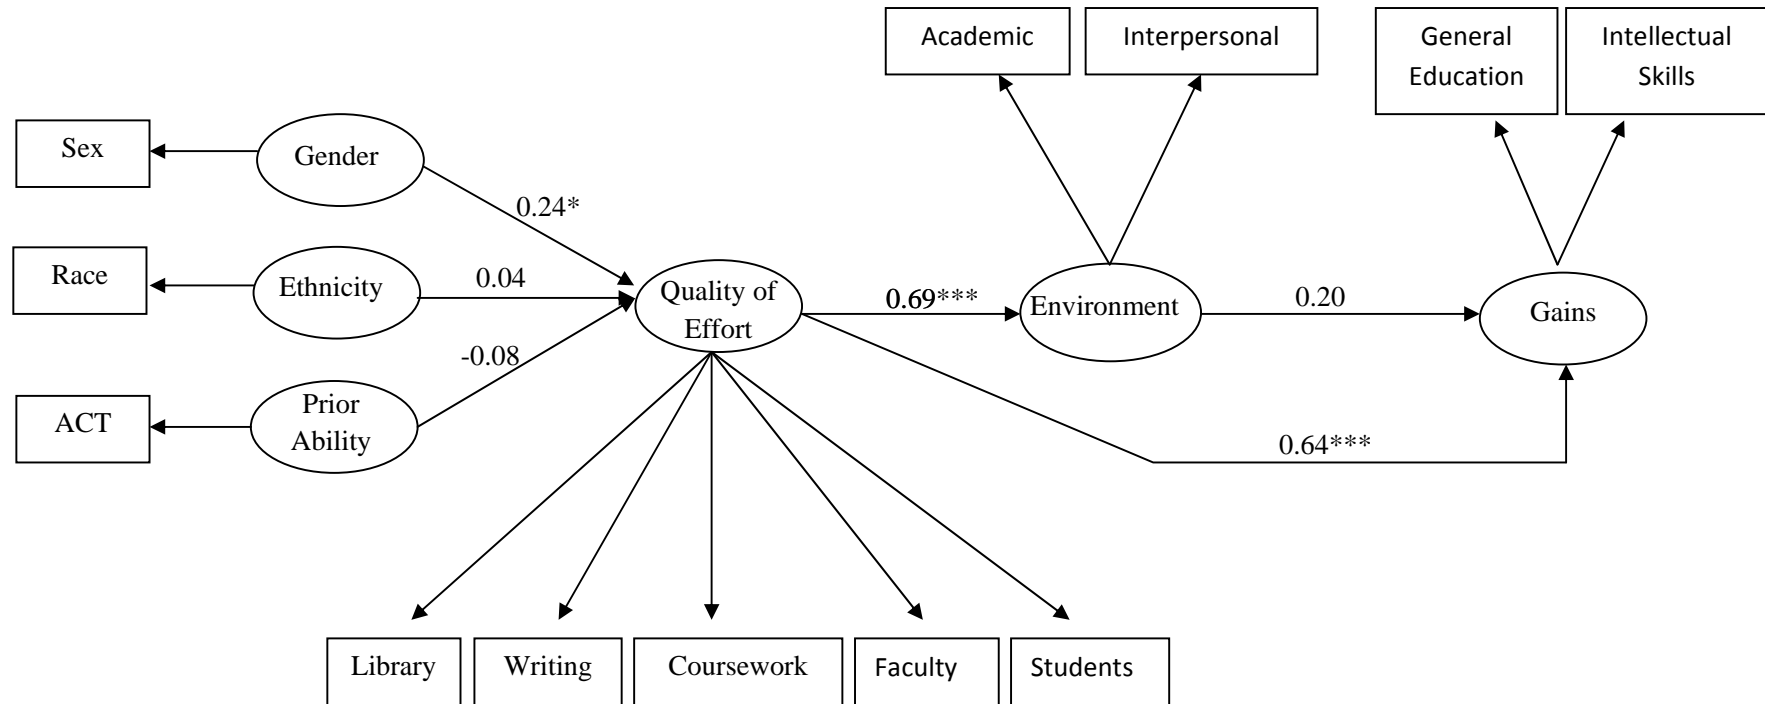 Academic
Interpersonal
General
Education
Intellectual
Skills
Sex
Gender
0.24*
Race
Ethnicity
0.04
Quality of
Effort
0.69***
Environment
0.20
Gains
-0.08
ACT
Prior
Ability
0.64***
Library
Writing
Coursework
Faculty
Students